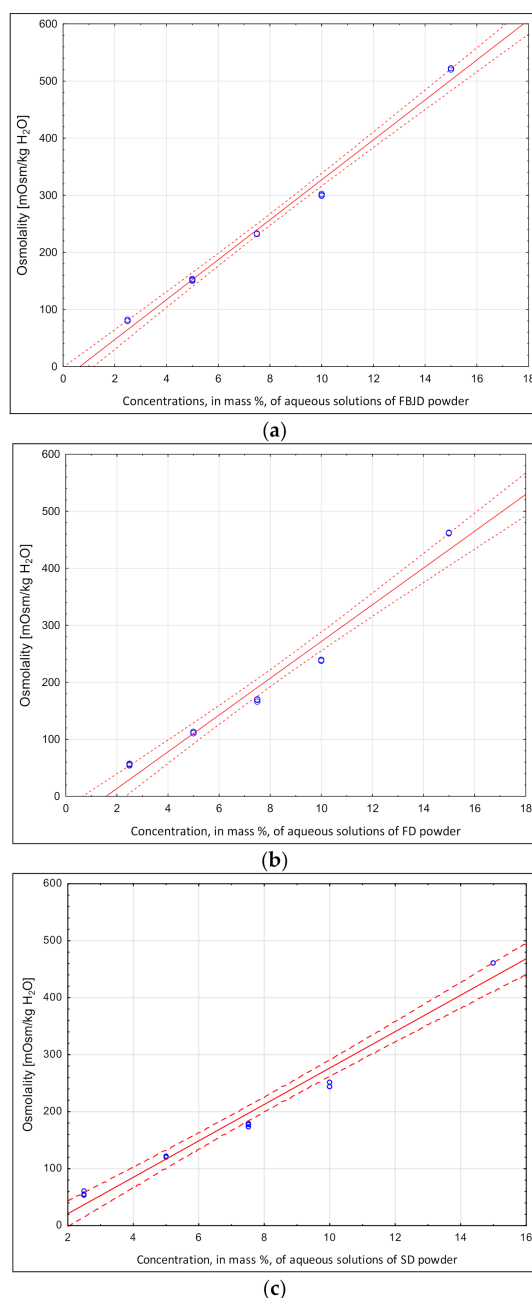 600
500
400
300
200
100
0
Osmolality [mOsm/kg H₂O]
0 2 4 6 8 10 12 14 16 18
Concentrations, in mass %, of aqueous solutions of FBJD powder
(a)
600
500
400
300
200
100
0
Osmolality [mOsm/kg H₂O]
0 2 4 6 8 10 12 14 16 18
Concentration, in mass %, of aqueous solutions of FD powder
(b)
600
500
400
300
200
100
0
Osmolality [mOsm/kg H₂O]
2 4 6 8 10 12 14 16
Concentration, in mass %, of aqueous solutions of SD powder
(c)